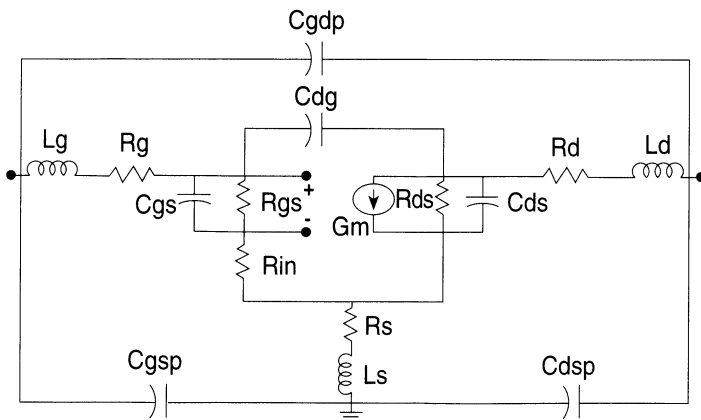 Cgdp
Cdg
Lg
Rg
Rd
Ld
+
Cgs
Rgs
Rds
Cds
-
Gm
Rin
Rs
Cgsp
Ls
Cdsp